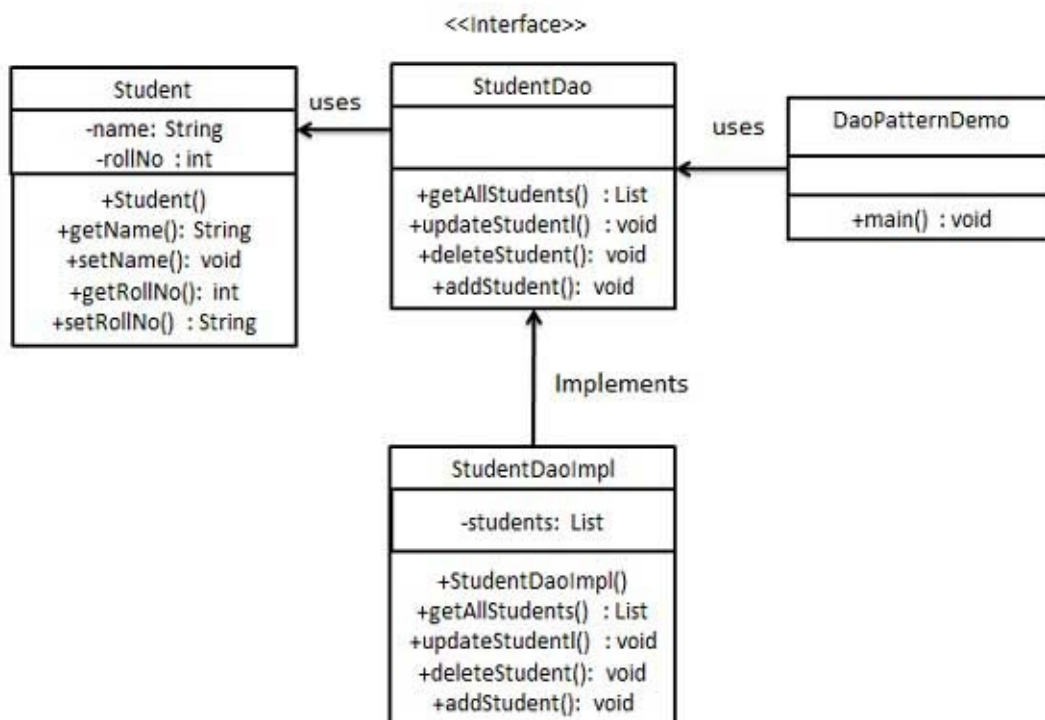 <<Interface>>
Student
-name: String
-rollNo : int
+Student()
+getName(): String
+setName(): void
+getRollNo(): int
+setRollNo() : String
uses
StudentDao
+getAllStudents() : List
+updateStudentl() : void
+deleteStudent(): void
+addStudent(): void
uses
DaoPatternDemo
+main() : void
Implements
StudentDaoImpl
-students: List
+StudentDaoImpl()
+getAllStudents() : List
+updateStudentl() : void
+deleteStudent(): void
+addStudent(): void